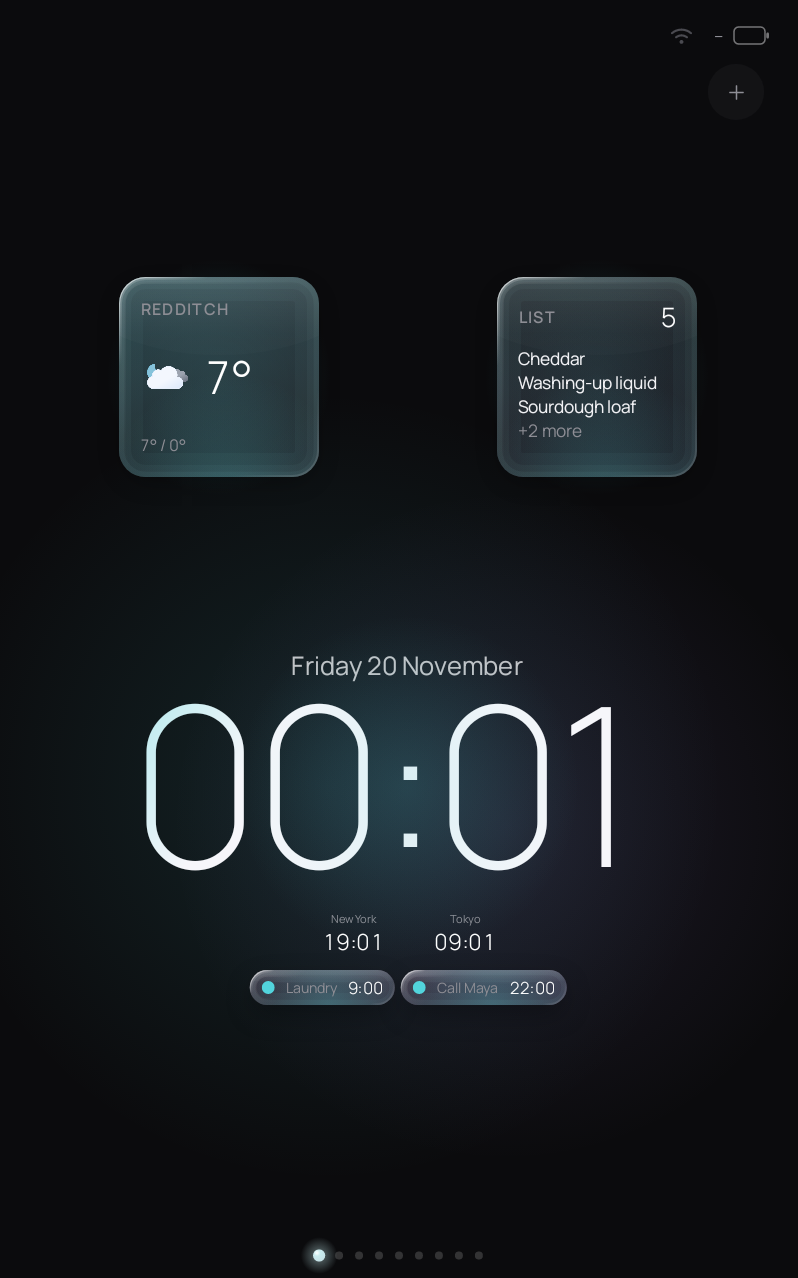 –
+
REDDITCH
7°
7° / 0°
LIST 5
Cheddar
Washing-up liquid
Sourdough loaf
+2 more
Friday 20 November
00:01
New York Tokyo
19:01 09:01
Laundry 9:00 Call Maya 22:00